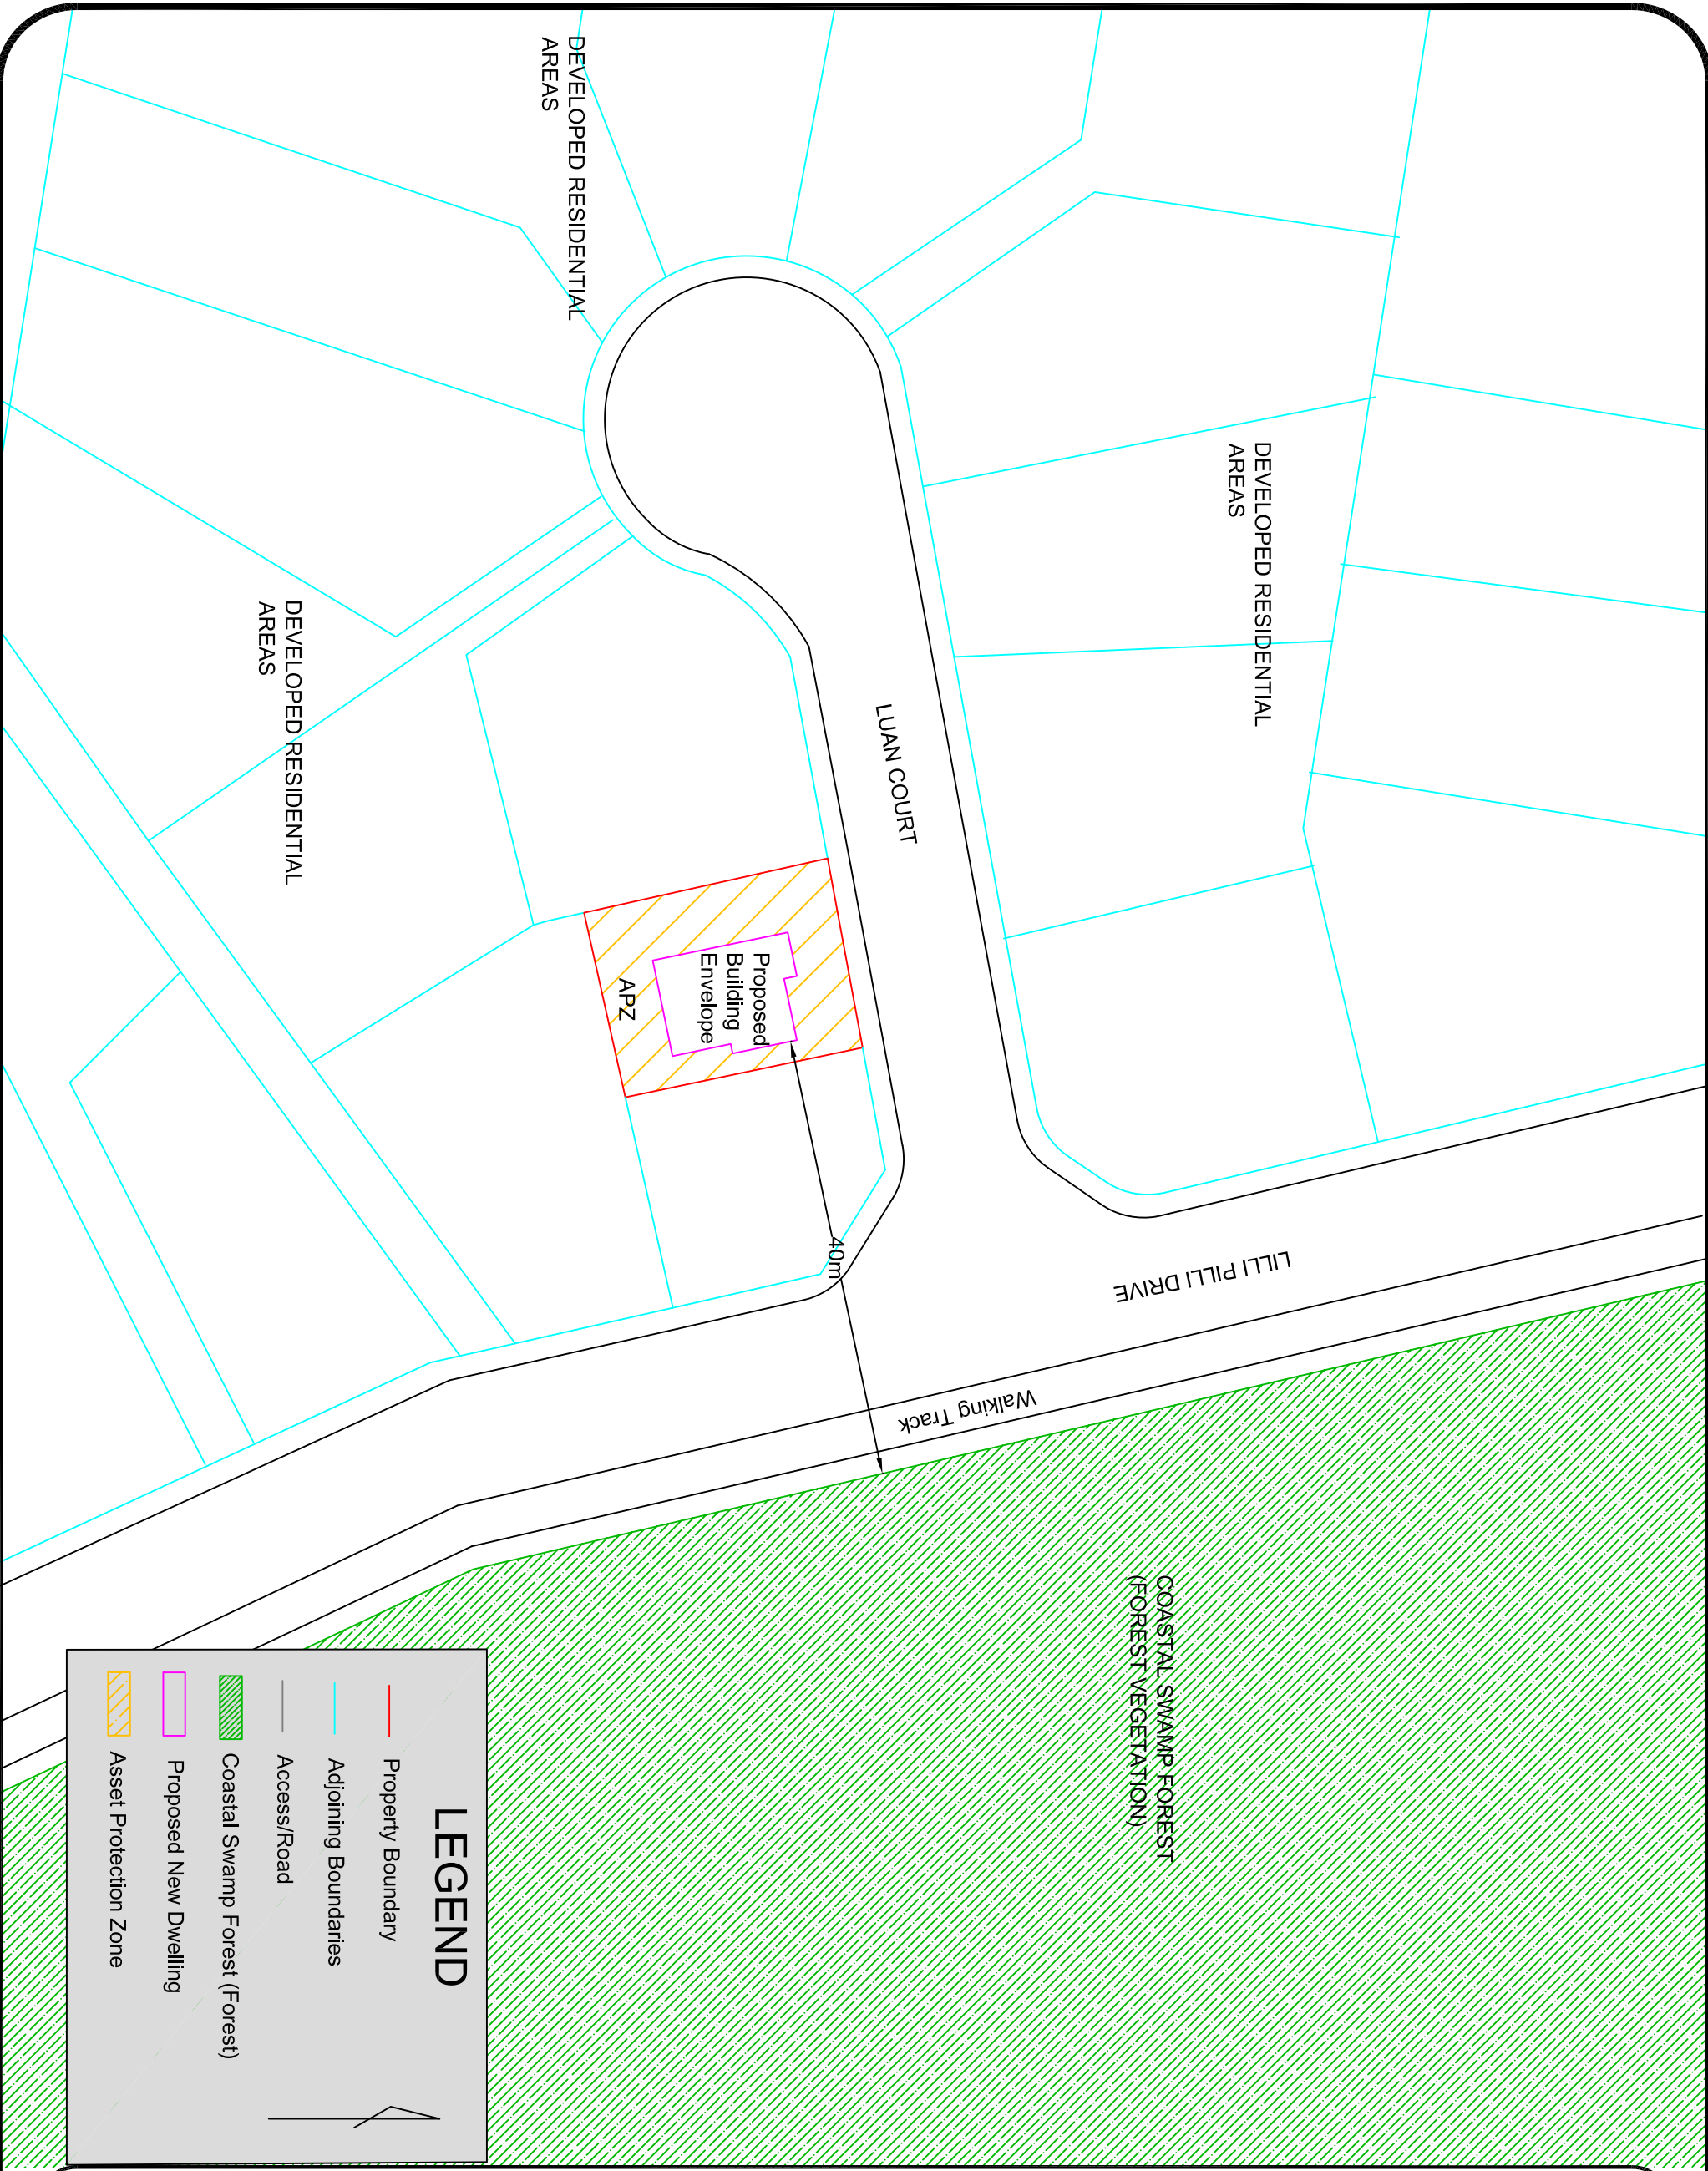 DEVELOPED RESIDENTIAL
AREAS
DEVELOPED RESIDENTIAL
AREAS
DEVELOPED RESIDENTIAL
AREAS
LUAN COURT
Proposed
Building
Envelope
APZ
40m
LILLI PILLI DRIVE
Walking Track
COASTAL SWAMP FOREST
(FOREST VEGETATION)
LEGEND
Property Boundary
Adjoining Boundaries
Access/Road
Coastal Swamp Forest (Forest)
Proposed New Dwelling
Asset Protection Zone